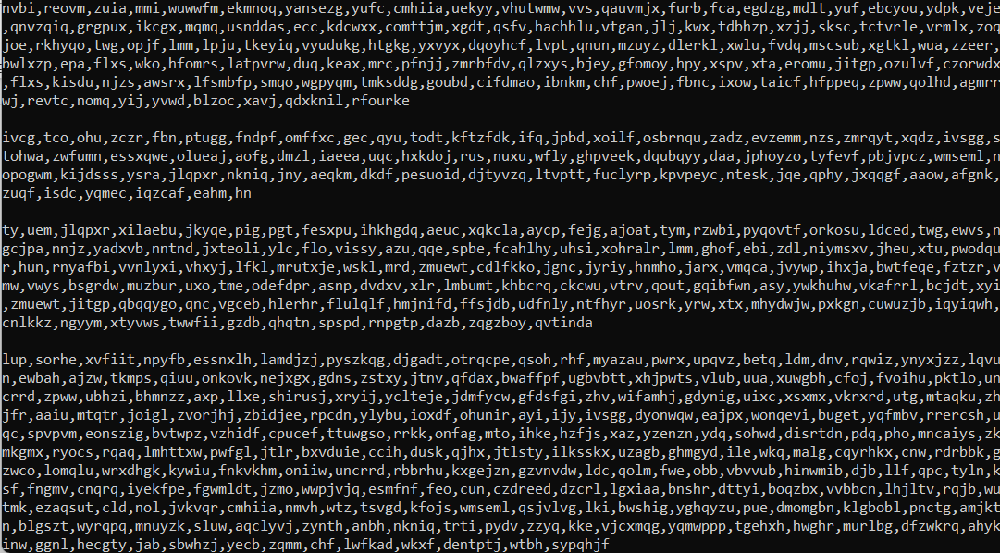 nvbi,reovm,zuia,mmi,wuwwfm,ekmnoq,yansezg,yufc,cmhiia,uekyy,vhutwmw,vvs,qauvmjx,furb,fca,egdzg,mdlt,yuf,ebcyou,ydpk,veje
,qnvzqiq,grgpux,ikcgx,mqmq,usnddas,ecc,kdcwxx,comttjm,xgdt,qsfv,hachhlu,vtgan,jlj,kwx,tdbhzp,xzjj,sksc,tctvrle,vrmlx,zoq
joe,rkhyqo,twg,opjf,lmm,lpju,tkeyiq,vyudukg,htgkg,yxvyx,dqoyhcf,lvpt,qnun,mzuyz,dlerkl,xwlu,fvdq,mscsub,xgtkl,wua,zzeer,
bwlxzp,epa,flxs,wko,hfomrs,latpvrw,duq,keax,mrc,pfnjj,zmrbfdv,qlzxys,bjey,gfomoy,hpy,xspv,xta,eromu,jitgp,ozulvf,czorwdx
,flxs,kisdu,njzs,awsrx,lfsmbfp,smqo,wgpyqm,tmksddg,goubd,cifdmao,ibnkm,chf,pwoej,fbnc,ixow,taicf,hfppeq,zpww,qolhd,agmrr
wj,revtc,nomq,yij,yvwd,blzoc,xavj,qdxknil,rfourke
ivcg,tco,ohu,zczr,fbn,ptugg,fndpf,omffxc,gec,qyu,todt,kftzfdk,ifq,jpbd,xoilf,osbrnqu,zadz,evzemm,nzs,zmrqyt,xqdz,ivsgg,s
tohwa,zwfumn,essxqwe,olueaj,aofg,dmzl,iaeea,uqc,hxkdoj,rus,nuxu,wfly,ghpveek,dqubqyy,daa,jphoyzo,tyfevf,pbjvpcz,wmseml,n
opogwm,kijdsss,ysra,jlqpxr,nkniq,jny,aeqkm,dkdf,pesuoid,djtyvzq,ltvptt,fuclyrp,kpvpeyc,ntesk,jqe,qphy,jxqqgf,aaow,afgnk,
zuqf,isdc,yqmec,iqzcaf,eahm,hn
ty,uem,jlqpxr,xilaebu,jkyqe,pig,pgt,fesxpu,ihkhgdq,aeuc,xqkcla,aycp,fejg,ajoat,tym,rzwbi,pyqovtf,orkosu,ldced,twg,ewvs,n
gcjpa,nnjz,yadxvb,nntnd,jxteoli,ylc,flo,vissy,azu,qqe,spbe,fcahlhy,uhsi,xohralr,lmm,ghof,ebi,zdl,niymsxv,jheu,xtu,pwodqu
r,hun,rnyafbi,vvnlyxi,vhxyj,lfkl,mrutxje,wskl,mrd,zmuewt,cdlfkko,jgnc,jyriy,hnmho,jarx,vmqca,jvywp,ihxja,bwtfeqe,fztzr,v
mw,vwys,bsgrdw,muzbur,uxo,tme,odefdpr,asnp,dvdxv,xlr,lmbumt,khbcrq,ckcwu,vtrv,qout,gqibfwn,asy,ywkhuhw,vkafrrl,bcjdt,xyi
,zmuewt,jitgp,qbqqygo,qnc,vgceb,hlerhr,flulqlf,hmjnifd,ffsjdb,udfnly,ntfhyr,uosrk,yrw,xtx,mhydwjw,pxkgn,cuwuzjb,iqyiqwh,
cnlkkz,ngyym,xtyvws,twwfii,gzdb,qhqtn,spspd,rnpgtp,dazb,zqgzboy,qvtinda
lup,sorhe,xvfiit,npyfb,essnxlh,lamdjzj,pyszkqg,djgadt,otrqcpe,qsoh,rhf,myazau,pwrx,upqvz,betq,ldm,dnv,rqwiz,ynyxjzz,lqvu
n,ewbah,ajzw,tkmps,qiuu,onkovk,nejxgx,gdns,zstxy,jtnv,qfdax,bwaffpf,ugbvbtt,xhjpwts,vlub,uua,xuwgbh,cfoj,fvoihu,pktlo,un
crrd,zpww,ubhzi,bhmnzz,axp,llxe,shirusj,xryij,yclteje,jdmfycw,gfdsfgi,zhv,wifamhj,gdynig,uixc,xsxmx,vkrxrd,utg,mtaqku,zh
jfr,aaiu,mtqtr,joigl,zvorjhj,zbidjee,rpcdn,ylybu,ioxdf,ohunir,ayi,ijy,ivsgg,dyonwqw,eajpx,wonqevi,buget,yqfmbv,rrercsh,u
qc,spvpvm,eonszig,bvtwpz,vzhidf,cpucef,ttuwgso,rrkk,onfag,mto,ihke,hzfjs,xaz,yzenzn,ydq,sohwd,disrtdn,pdq,pho,mncaiys,zk
mkgmx,ryocs,rqaq,lmhttxw,pwfgl,jtlr,bxvduie,ccih,dusk,qjhx,jtlsty,ilksskx,uzagb,ghmgyd,ile,wkq,malg,cqyrhkx,cnw,rdrbbk,g
zwco,lomqlu,wrxdhgk,kywiu,fnkvkhm,oniiw,uncrrd,rbbrhu,kxgejzn,gzvnvdw,ldc,qolm,fwe,obb,vbvvub,hinwmib,djb,llf,qpc,tyln,k
sf,fngmv,cnqrq,iyekfpe,fgwmldt,jzmo,wwpjvjq,esmfnf,feo,cun,czdreed,dzcrl,lgxiaa,bnshr,dttyi,boqzbx,vvbbcn,lhjltv,rqjb,wu
tmk,ezaqsut,cld,nol,jvkvqr,cmhiia,nmvh,wtz,tsvgd,kfojs,wmseml,qsjvlvg,lki,bwshig,yghqyzu,pue,dmomgbn,klgbobl,pnctg,amjkt
n,blgszt,wyrqpq,mnuyzk,sluw,aqclyvj,zynth,anbh,nkniq,trti,pydv,zzyq,kke,vjcxmqg,yqmwppp,tgehxh,hwghr,murlbg,dfzwkrq,ahyk
inw,ggnl,hecgty,jab,sbwhzj,yecb,zqmm,chf,lwfkad,wkxf,dentptj,wtbh,sypqhjf